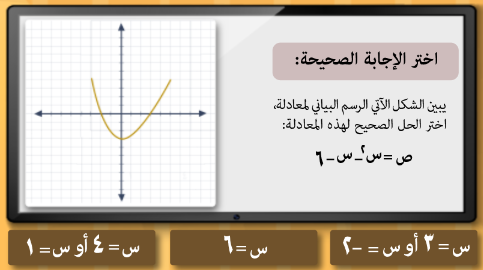 اختر الإجابة الصحيحة:
يبين الشكل الآتي الرسم البياني لمعادلة،
اختر الحل الصحيح لهذه المعادلة:
ص = س² - س - ٦
س = ٣ أو س = -٢
س = ٦
س = ٤ أو س = ١